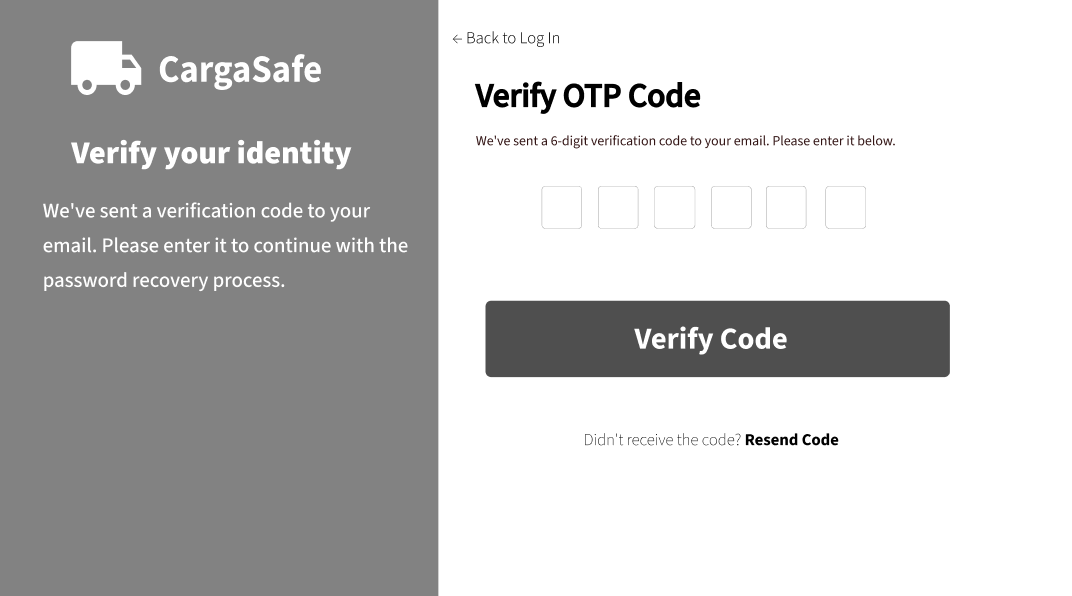 CargaSafe
Verify your identity
We've sent a verification code to your
email. Please enter it to continue with the
password recovery process.
← Back to Log In
Verify OTP Code
We've sent a 6-digit verification code to your email. Please enter it below.
Verify Code
Didn't receive the code? Resend Code